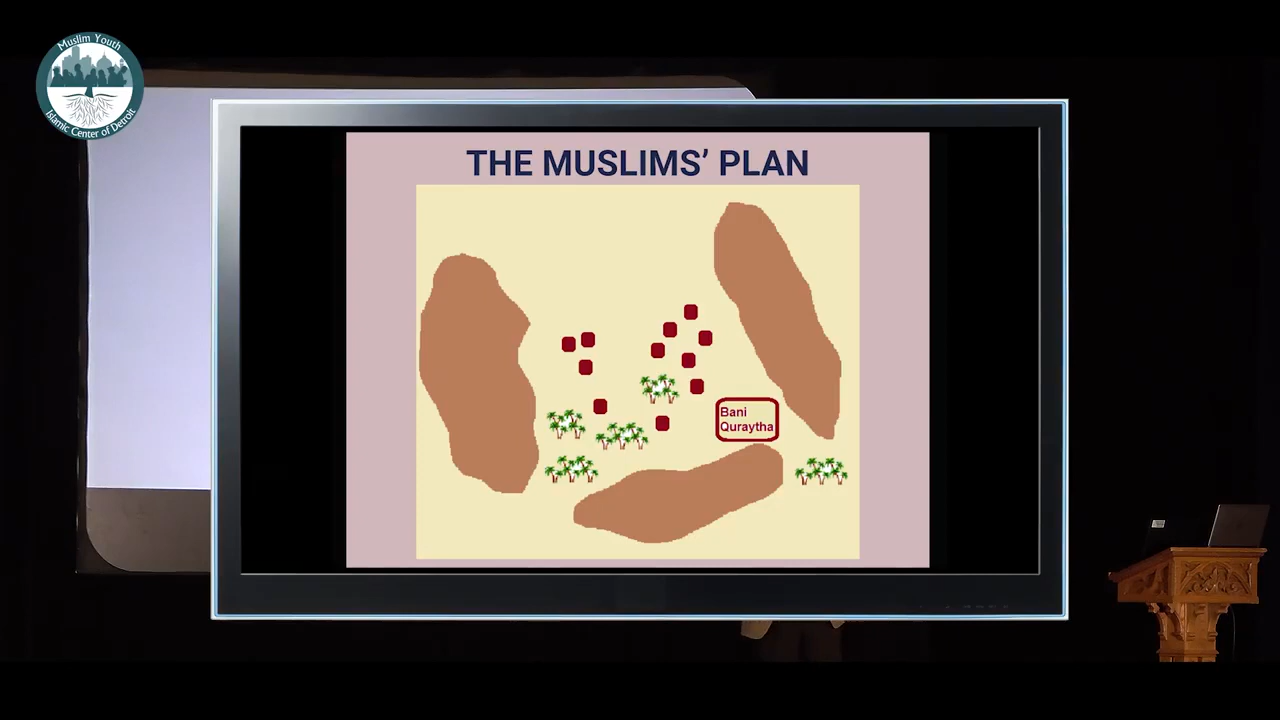 Muslim Youth
Islamic Center of Detroit
THE MUSLIMS’ PLAN
Bani
Quraytha